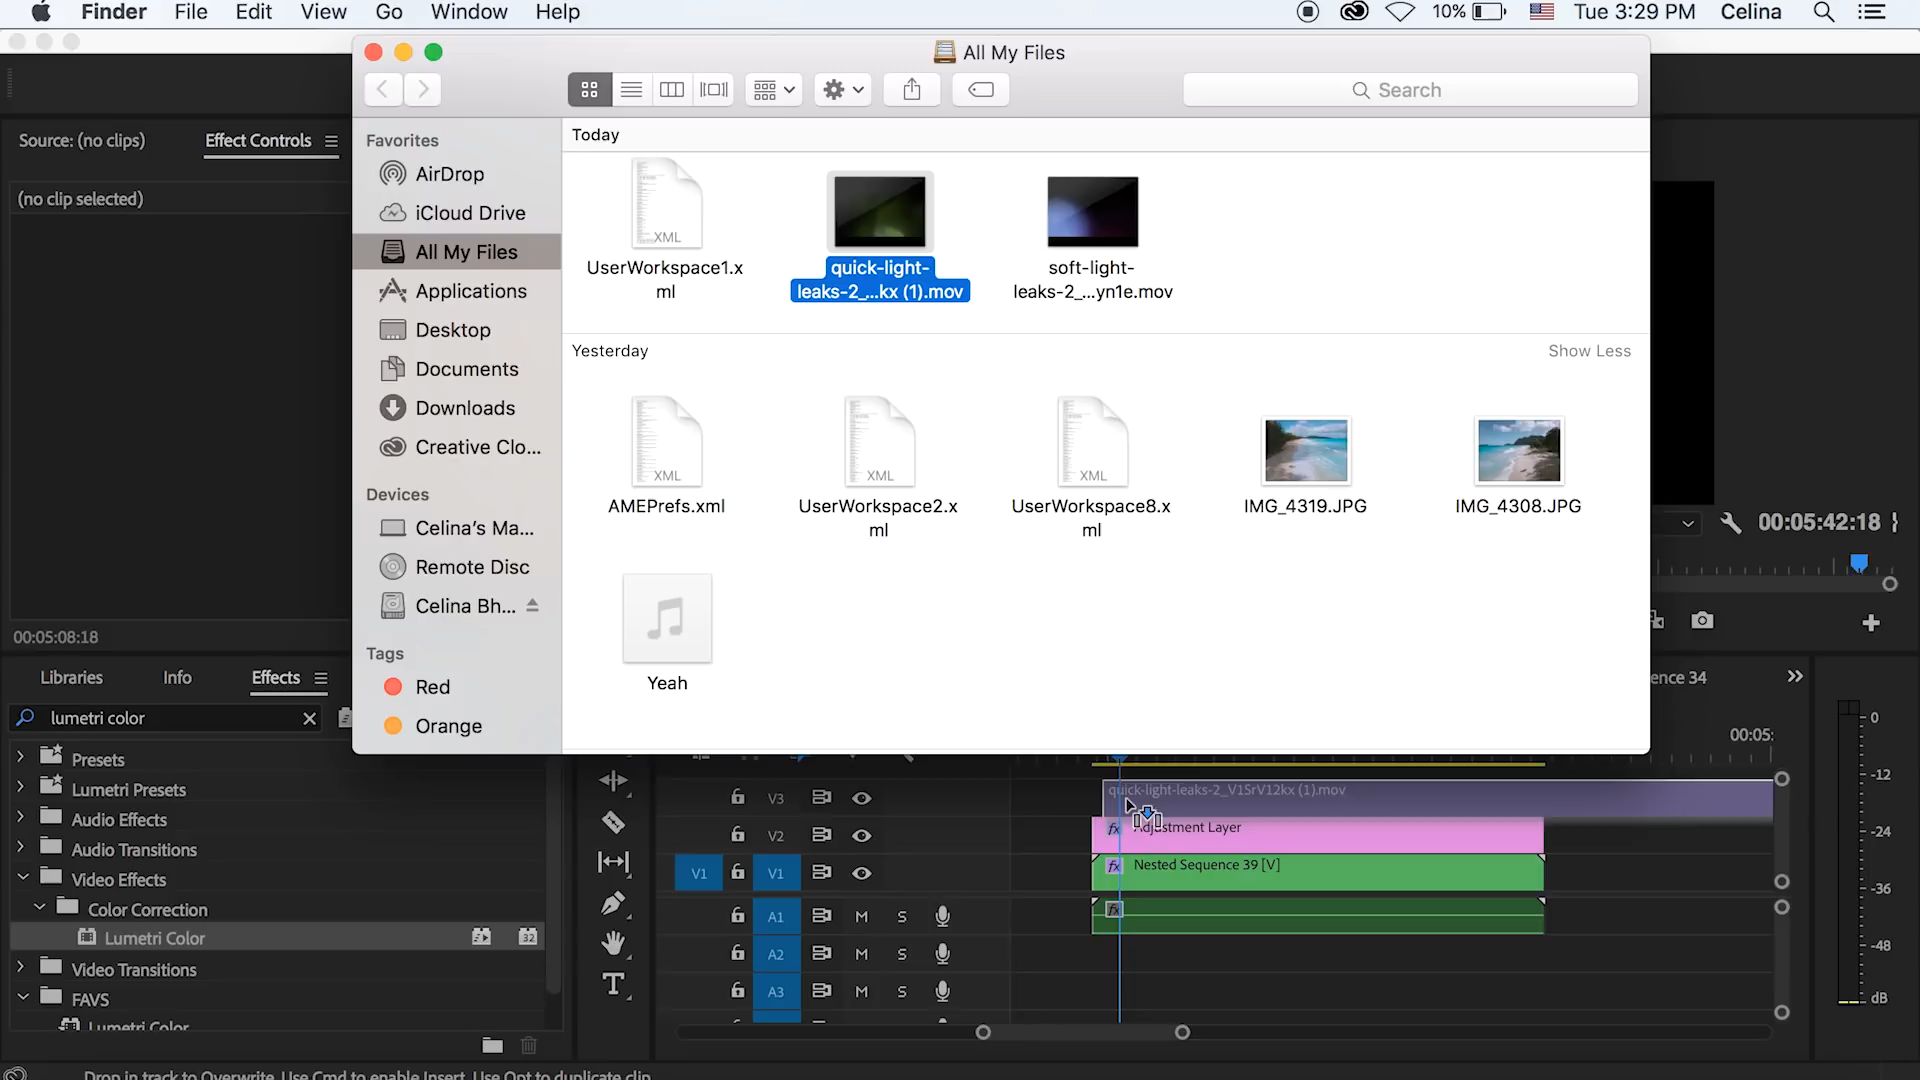 Finder File Edit View Go Window Help 10% Tue 3:29 PM Celina
All My Files
Search
Source: (no clips) Effect Controls
(no clip selected)
00:05:08:18
Favorites
AirDrop
iCloud Drive
All My Files
Applications
Desktop
Documents
Downloads
Creative Clo...
Devices
Celina's Ma...
Remote Disc
Celina Bh...
Tags
Red
Orange
Today
XML
UserWorkspace1.x
ml
quick-light-
leaks-2_...kx (1).mov
soft-light-
leaks-2_...yn1e.mov
Yesterday Show Less
XML
AMEPrefs.xml
XML
UserWorkspace2.x
ml
XML
UserWorkspace8.x
ml
IMG_4319.JPG
IMG_4308.JPG
Yeah
00:05:42:18
Libraries Info Effects
lumetri color
Presets
Lumetri Presets
Audio Effects
Audio Transitions
Video Effects
Color Correction
Lumetri Color
32
Video Transitions
FAVS
Lumetri Color
ence 34
00:05:
V3 quick-light-leaks-2_V1SrV12kx (1).mov
V2 fx Adjustment Layer
V1 V1 fx Nested Sequence 39 [V]
A1 M S fx
A2 M S
A3 M S
0
-12
-24
-36
-48
dB
Drop in track to Overwrite. Use Cmd to enable Insert. Use Opt to duplicate clip.